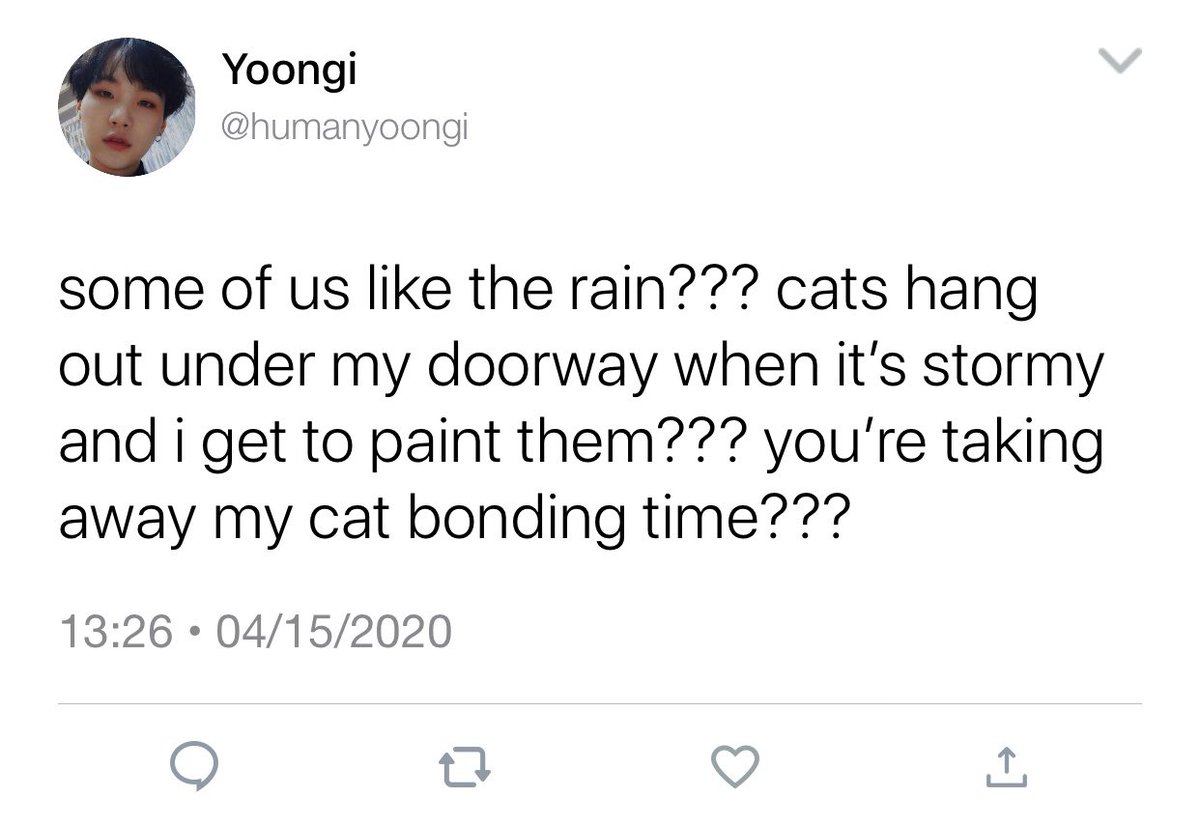 Yoongi
@humanyoongi
some of us like the rain??? cats hang
out under my doorway when it’s stormy
and i get to paint them??? you’re taking
away my cat bonding time???
13:26 • 04/15/2020